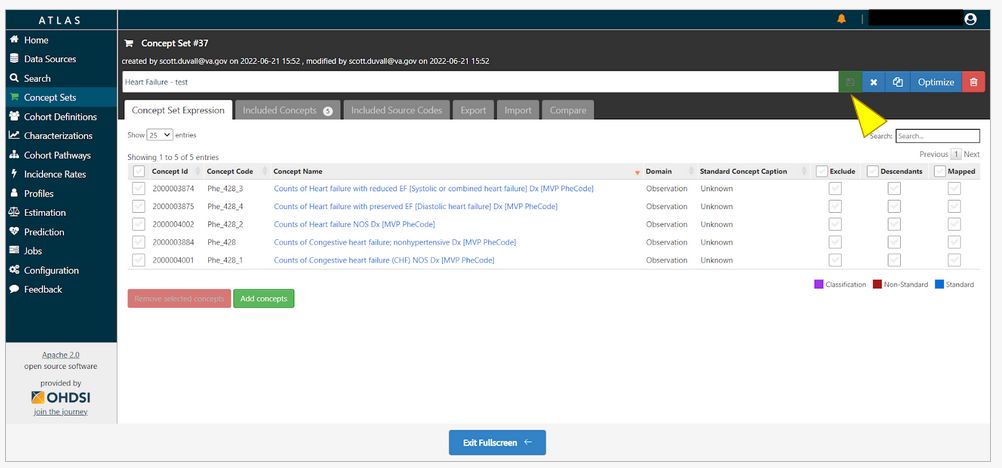 ATLAS
Home
Data Sources
Search
Concept Sets
Cohort Definitions
Characterizations
Cohort Pathways
Incidence Rates
Profiles
Estimation
Prediction
Jobs
Configuration
Feedback
Apache 2.0
open source software
provided by
OHDSI
join the journey
Concept Set #37
created by scott.duvall@va.gov on 2022-06-21 15:52 , modified by scott.duvall@va.gov on 2022-06-21 15:52
Heart Failure - test
Optimize
Concept Set Expression Included Concepts 5 Included Source Codes Export Import Compare
Show 25 entries
Search: Search...
Showing 1 to 5 of 5 entries
Previous 1 Next
Concept Id Concept Code Concept Name Domain Standard Concept Caption Exclude Descendants Mapped
2000003874 Phe_428_3 Counts of Heart failure with reduced EF [Systolic or combined heart failure] Dx [MVP PheCode] Observation Unknown
2000003875 Phe_428_4 Counts of Heart failure with preserved EF [Diastolic heart failure] Dx [MVP PheCode] Observation Unknown
2000004002 Phe_428_2 Counts of Heart failure NOS Dx [MVP PheCode] Observation Unknown
2000003884 Phe_428 Counts of Congestive heart failure; nonhypertensive Dx [MVP PheCode] Observation Unknown
2000004001 Phe_428_1 Counts of Congestive heart failure (CHF) NOS Dx [MVP PheCode] Observation Unknown
Classification Non-Standard Standard
Remove selected concepts Add concepts
Exit Fullscreen